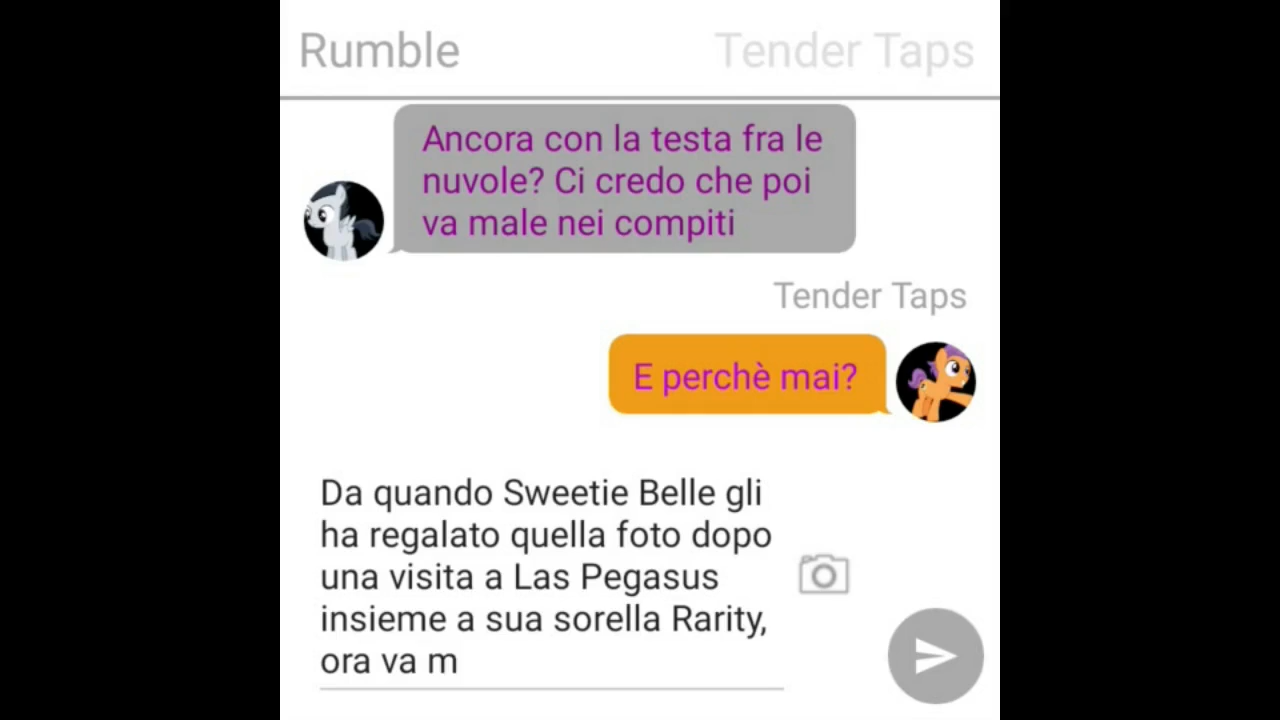 Rumble Tender Taps
Ancora con la testa fra le
nuvole? Ci credo che poi
va male nei compiti
Tender Taps
E perchè mai?
Da quando Sweetie Belle gli
ha regalato quella foto dopo
una visita a Las Pegasus
insieme a sua sorella Rarity,
ora va m